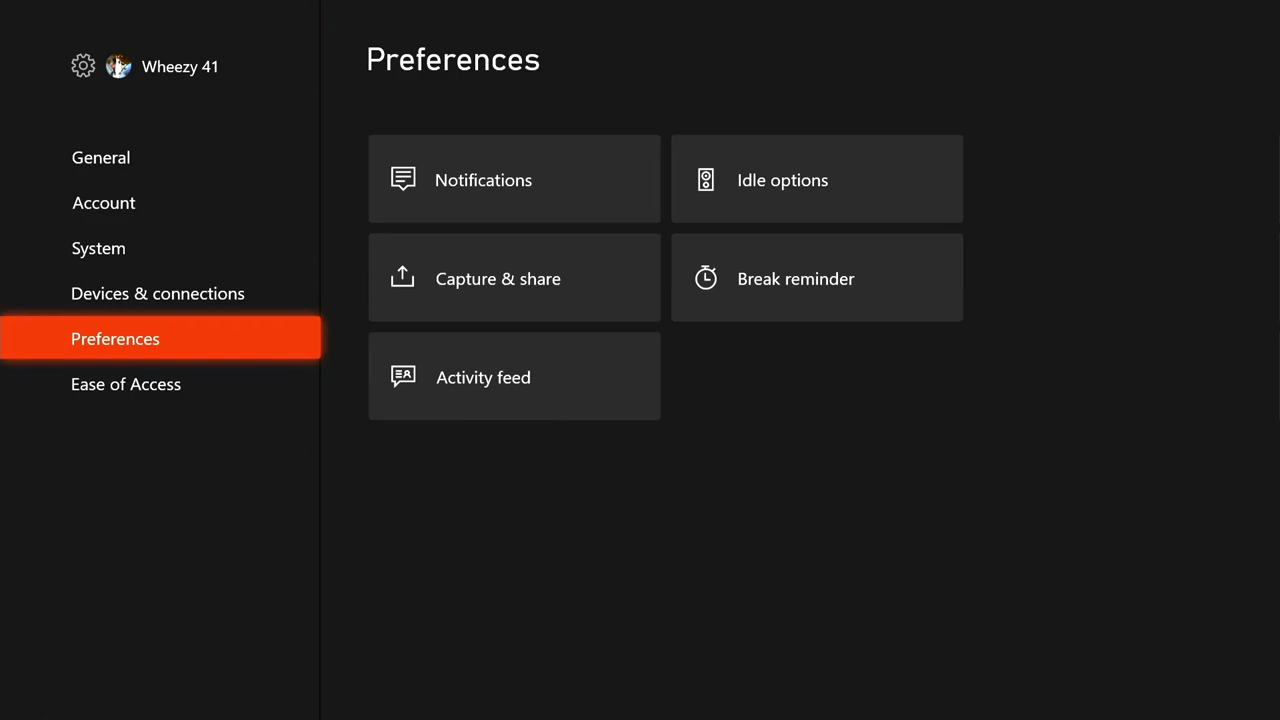 Wheezy 41
General
Account
System
Devices & connections
Preferences
Ease of Access
Preferences
Notifications
Idle options
Capture & share
Break reminder
Activity feed